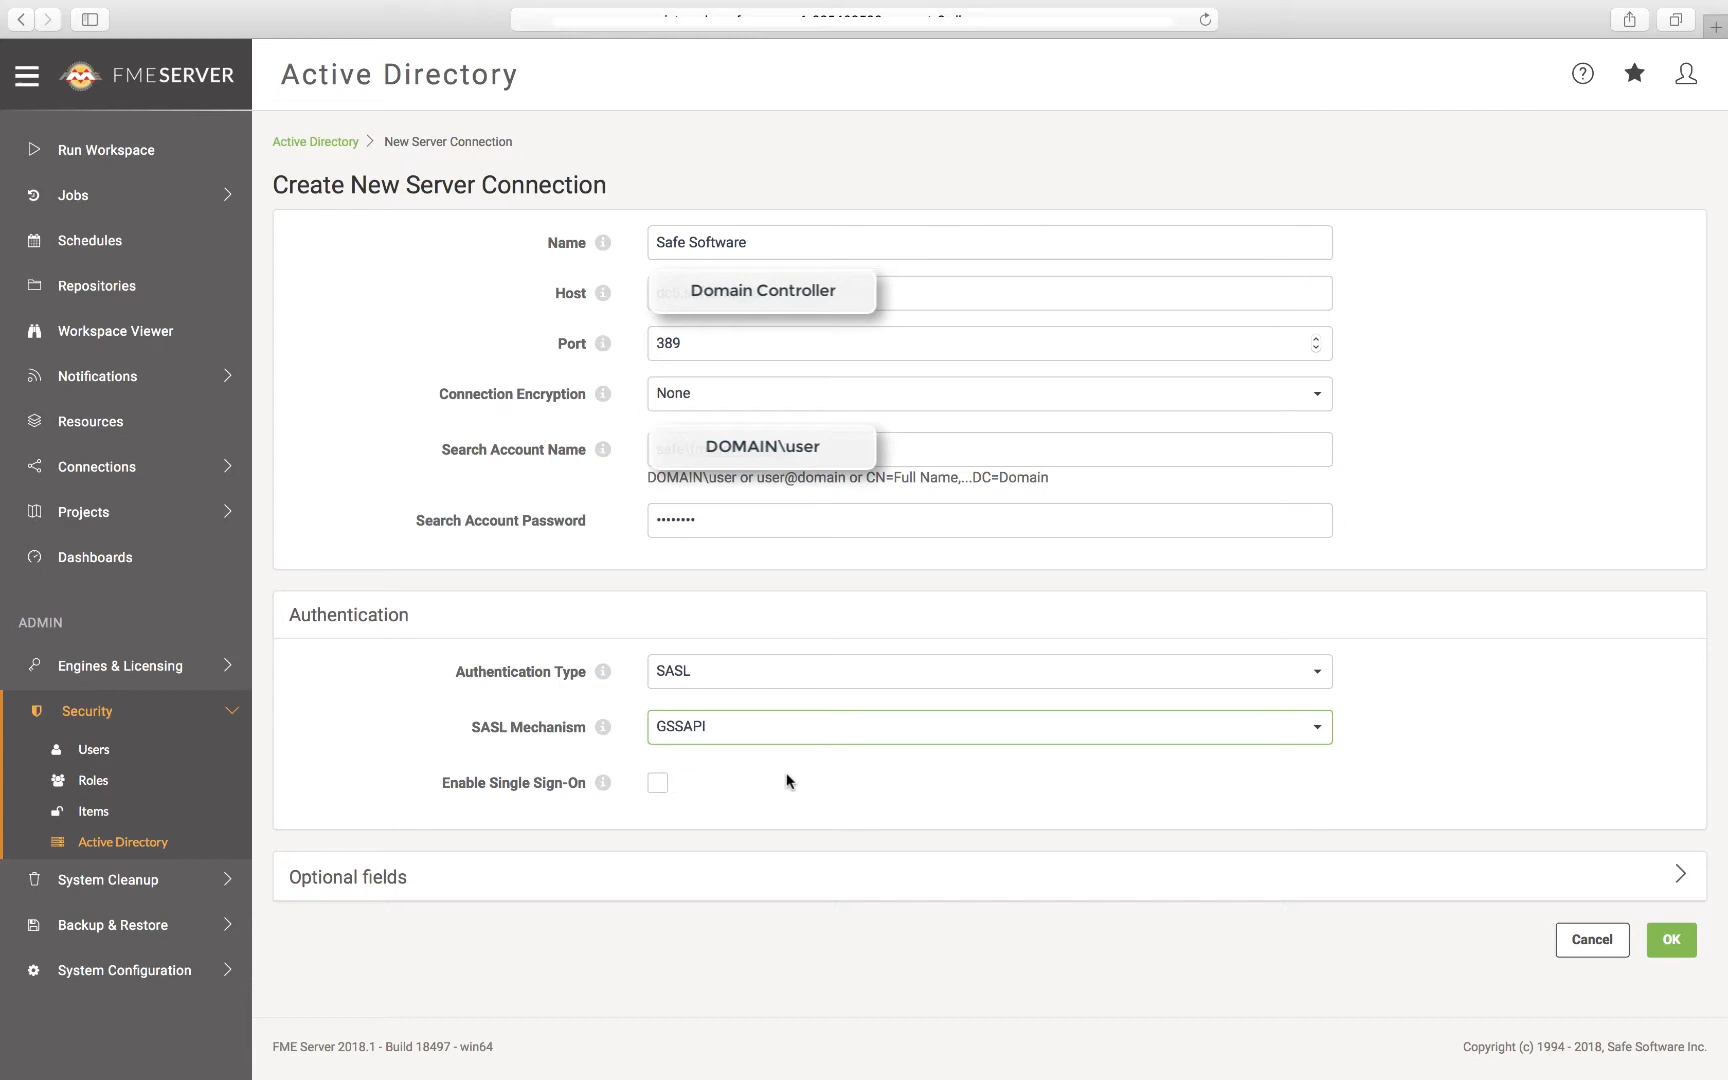 FMESERVER
Active Directory
Run Workspace
Jobs
Schedules
Repositories
Workspace Viewer
Notifications
Resources
Connections
Projects
Dashboards
ADMIN
Engines & Licensing
Security
Users
Roles
Items
Active Directory
System Cleanup
Backup & Restore
System Configuration
Active Directory > New Server Connection
Create New Server Connection
Name Safe Software
Host Domain Controller
Port 389
Connection Encryption None
Search Account Name DOMAIN\user
DOMAIN\user or user@domain or CN=Full Name,...DC=Domain
Search Account Password ••••••••
Authentication
Authentication Type SASL
SASL Mechanism GSSAPI
Enable Single Sign-On
Optional fields
Cancel OK
FME Server 2018.1 - Build 18497 - win64
Copyright (c) 1994 - 2018, Safe Software Inc.